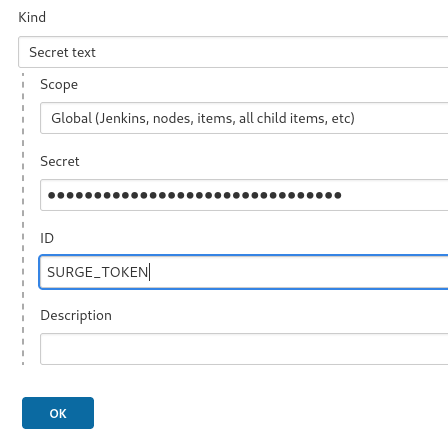 Kind
Secret text
Scope
Global (Jenkins, nodes, items, all child items, etc)
Secret
••••••••••••••••••••••••••••••••
ID
SURGE_TOKEN
Description
OK